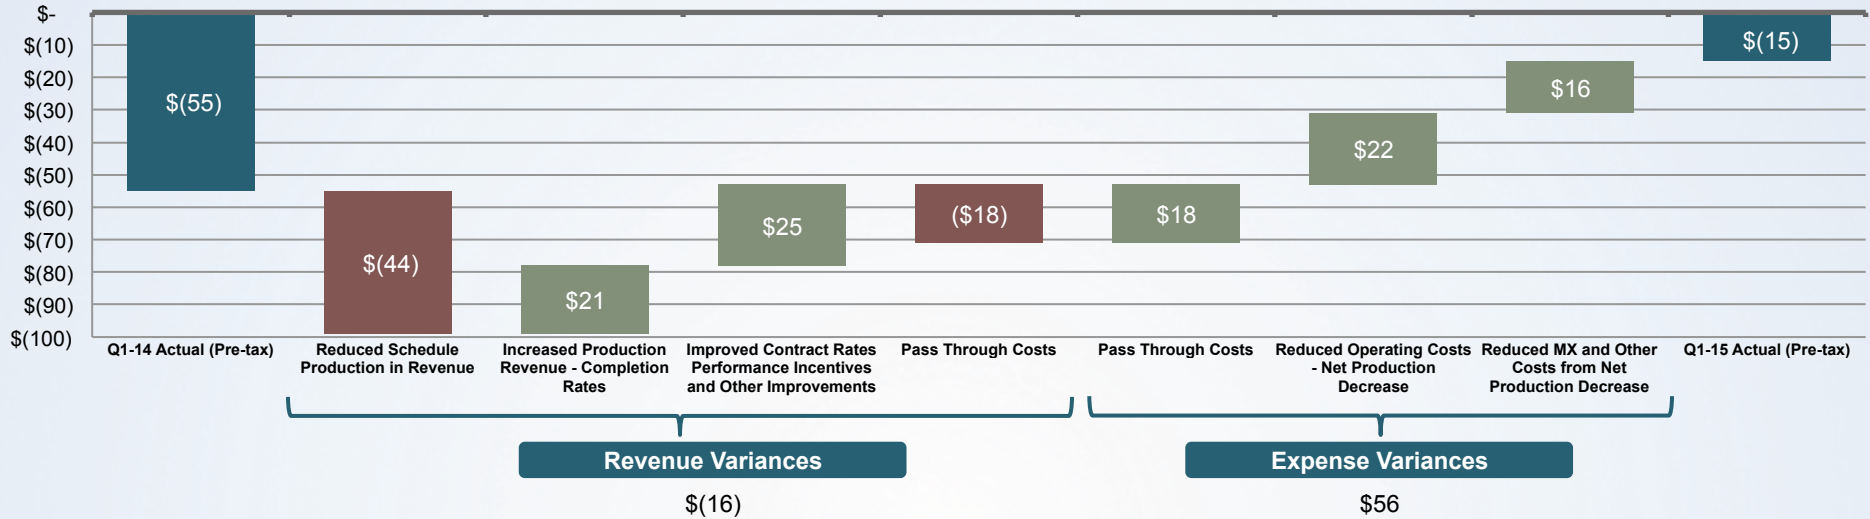 $-
$(10)
$(20)
$(30)
$(40)
$(50)
$(60)
$(70)
$(80)
$(90)
$(100)
$(55)
$(44)
$21
$25
($18)
$18
$22
$16
$(15)
Q1-14 Actual (Pre-tax)
Reduced Schedule
Production in Revenue
Increased Production
Revenue - Completion
Rates
Improved Contract Rates
Performance Incentives
and Other Improvements
Pass Through Costs
Pass Through Costs
Reduced Operating Costs
- Net Production
Decrease
Reduced MX and Other
Costs from Net
Production Decrease
Q1-15 Actual (Pre-tax)
Revenue Variances
$(16)
Expense Variances
$56